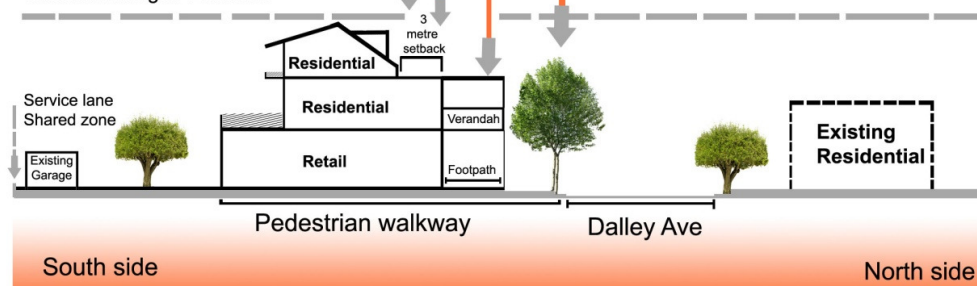 3
metre
setback
Residential
Service lane
Shared zone
Residential
Verandah
Existing
Residential
Existing
Garage
Retail
Footpath
Pedestrian walkway
Dalley Ave
South side
North side